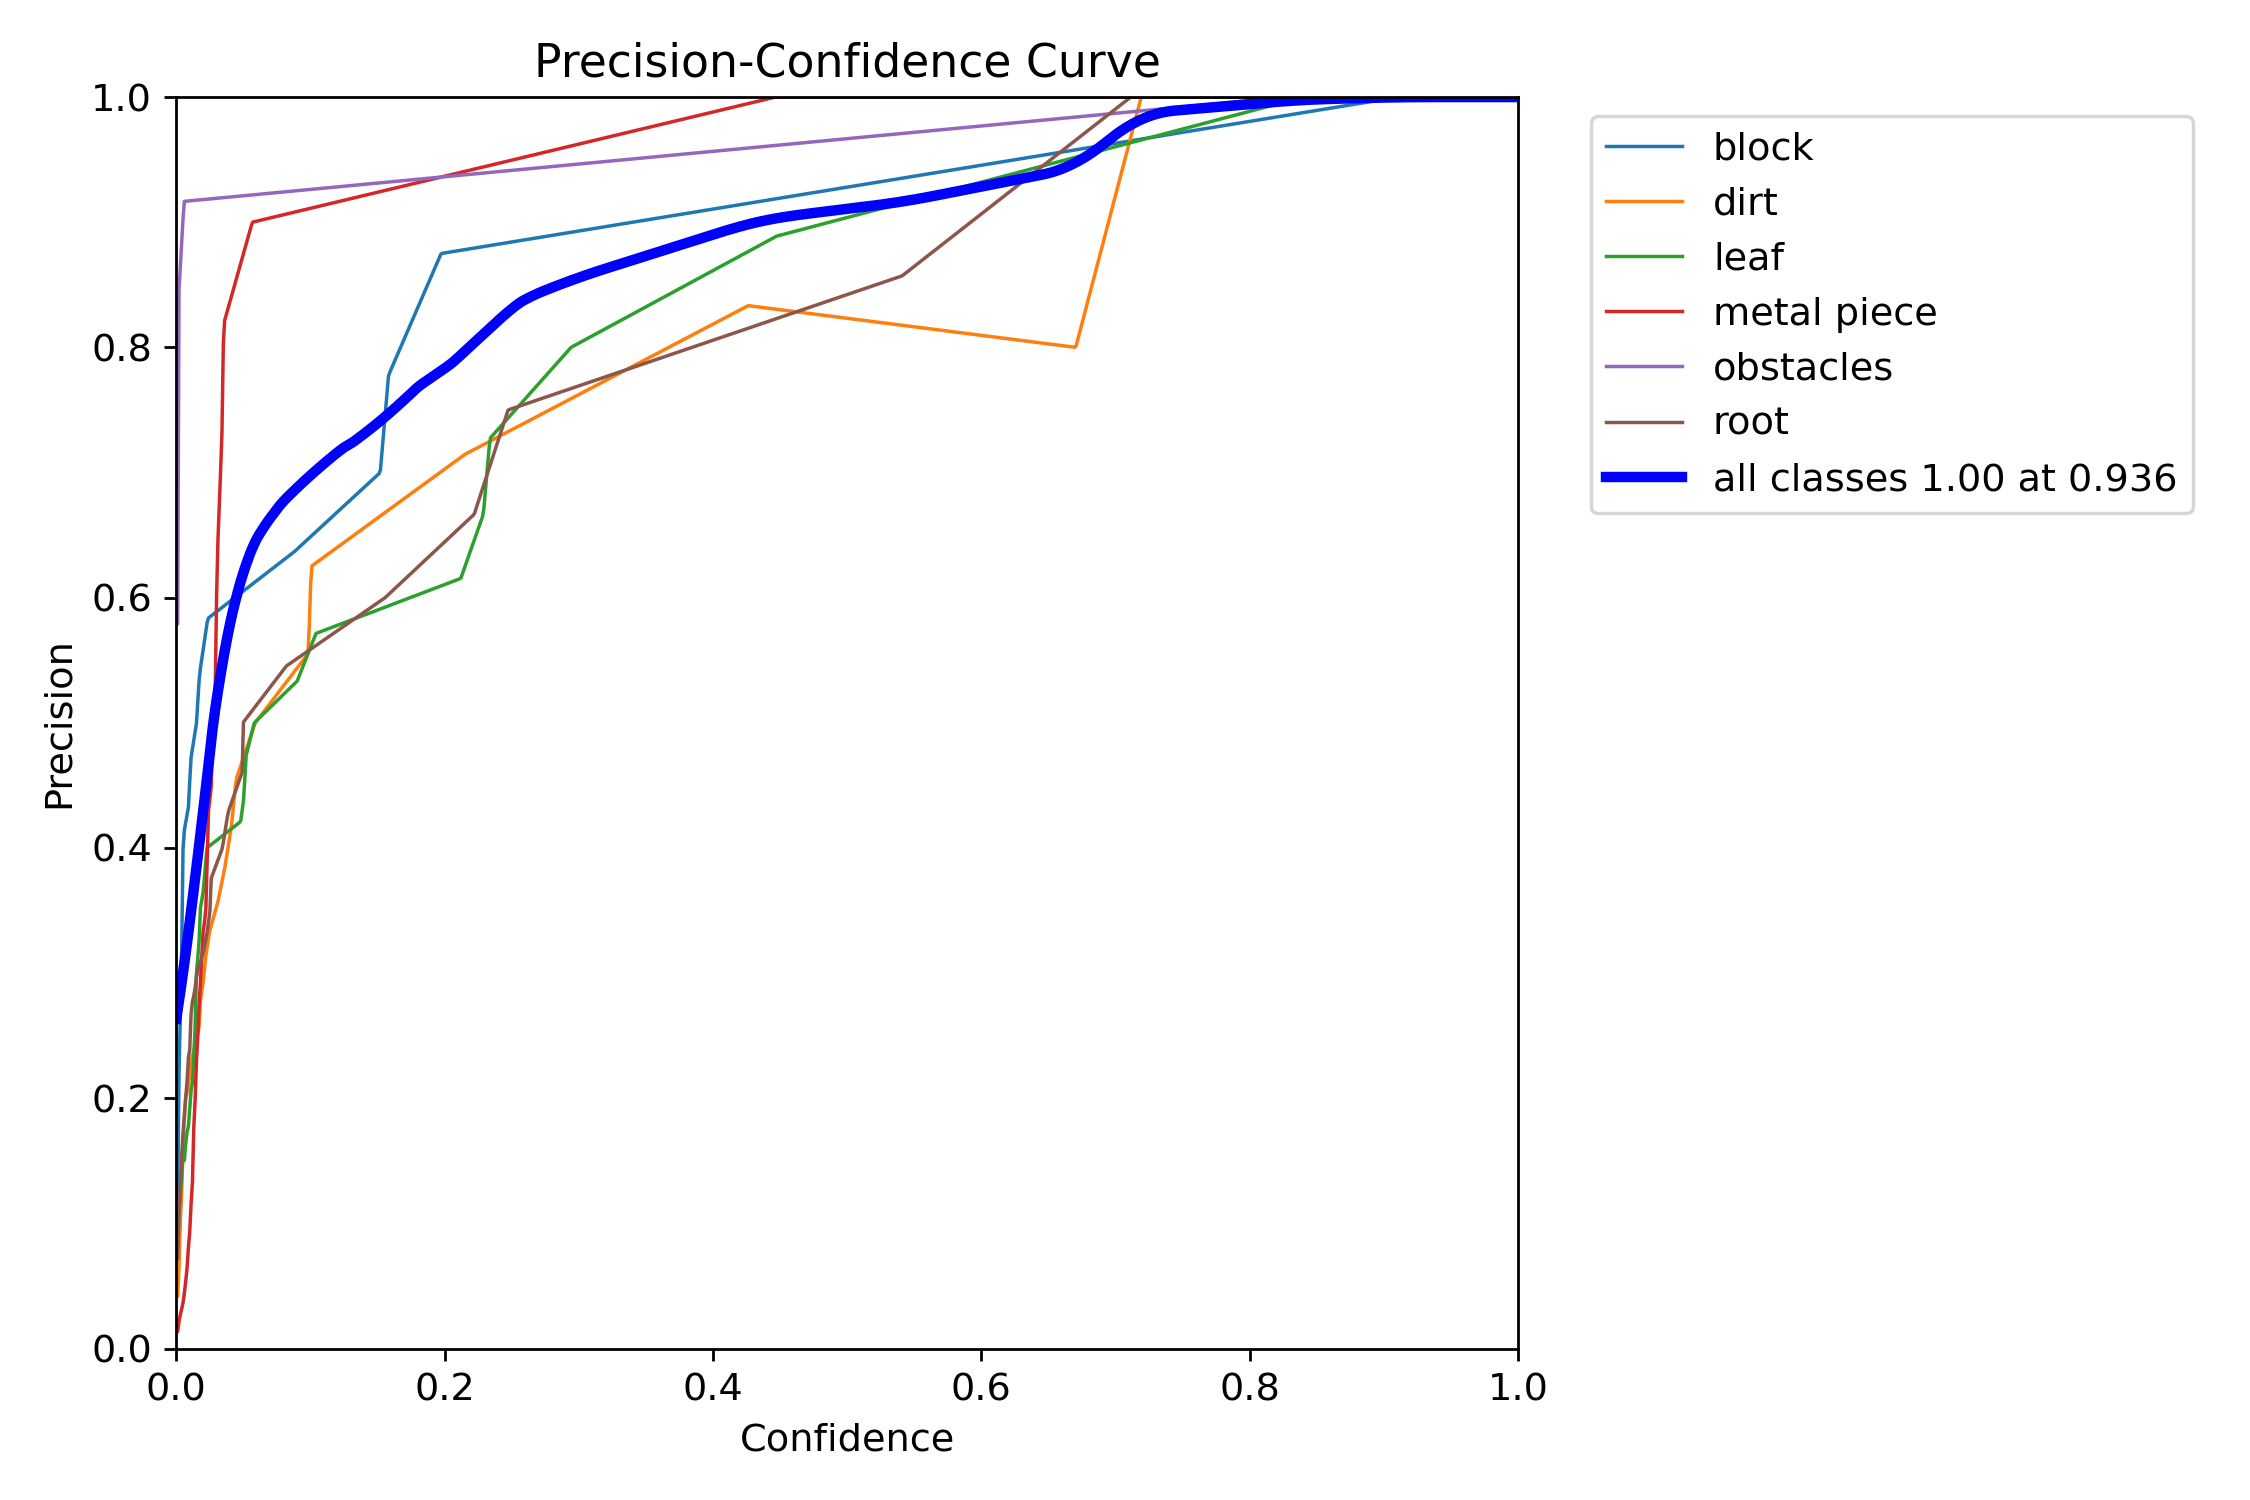 Precision-Confidence Curve
1.0
0.8
0.6
0.4
0.2
0.0
Precision
0.0 0.2 0.4 0.6 0.8 1.0
Confidence
block
dirt
leaf
metal piece
obstacles
root
all classes 1.00 at 0.936